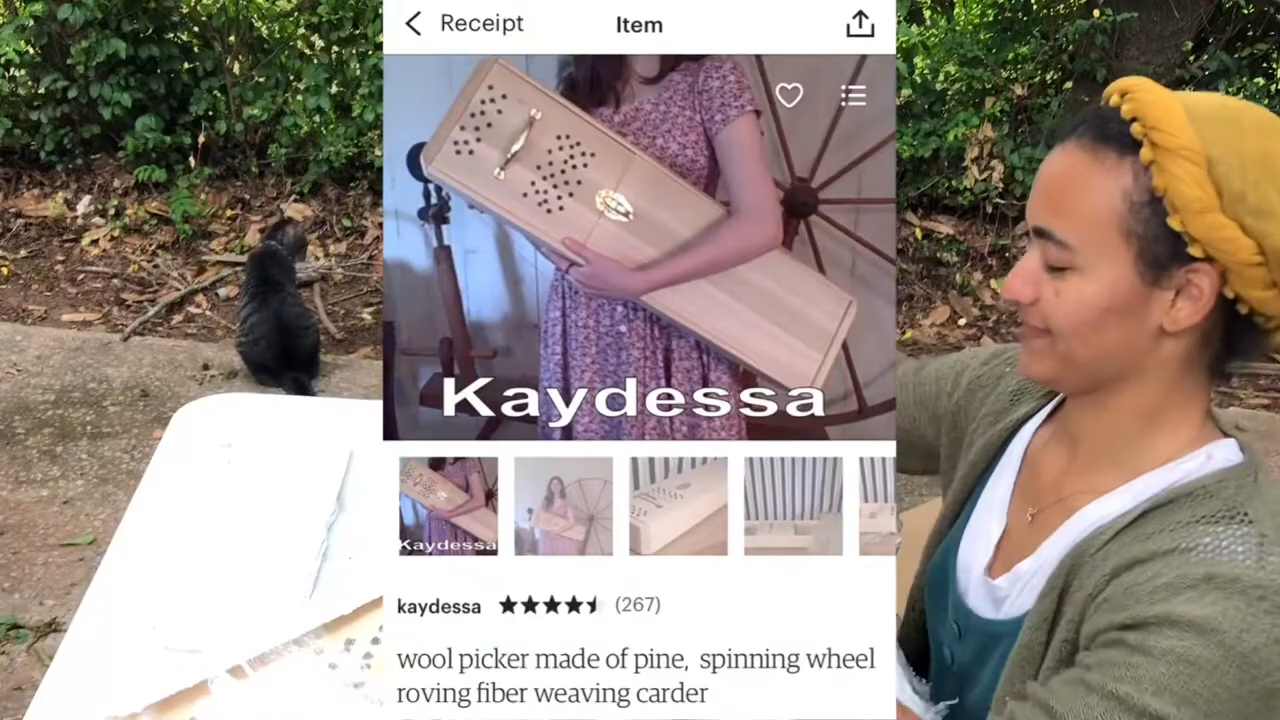 Receipt
Item
Kaydessa
Kaydessa
kaydessa (267)
wool picker made of pine, spinning wheel
roving fiber weaving carder